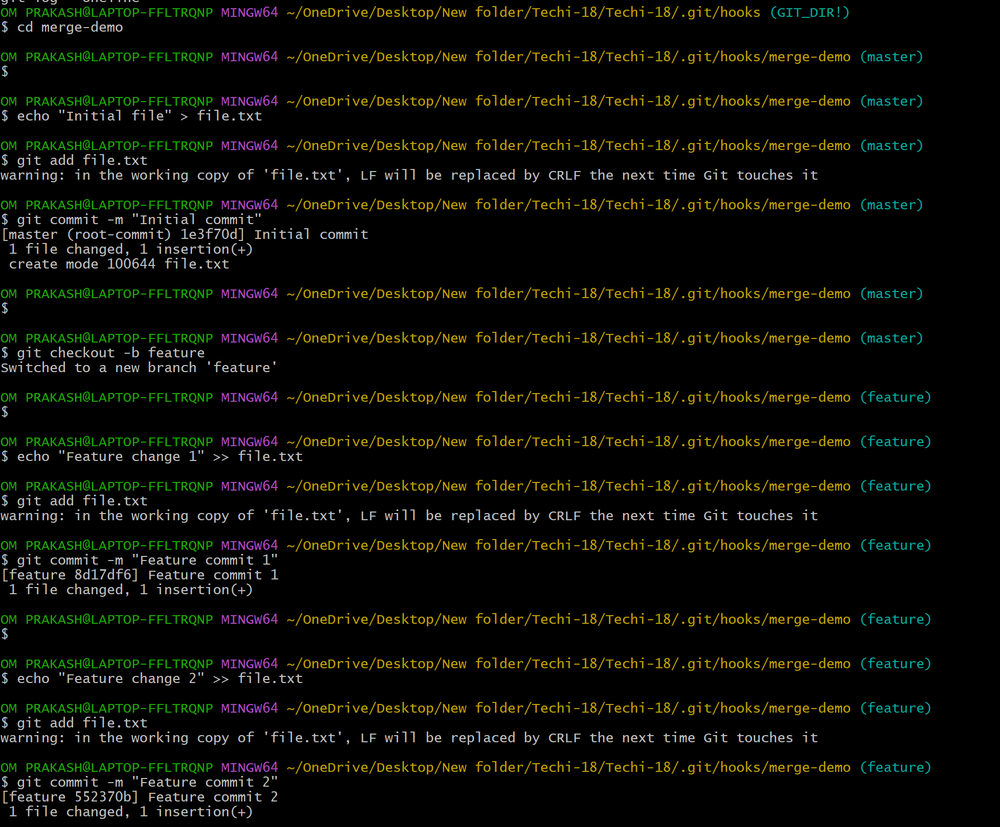 OM PRAKASH@LAPTOP-FFLTRQNP MINGW64 ~/OneDrive/Desktop/New folder/Techi-18/Techi-18/.git/hooks (GIT_DIR!)
$ cd merge-demo
OM PRAKASH@LAPTOP-FFLTRQNP MINGW64 ~/OneDrive/Desktop/New folder/Techi-18/Techi-18/.git/hooks/merge-demo (master)
$
OM PRAKASH@LAPTOP-FFLTRQNP MINGW64 ~/OneDrive/Desktop/New folder/Techi-18/Techi-18/.git/hooks/merge-demo (master)
$ echo "Initial file" > file.txt
OM PRAKASH@LAPTOP-FFLTRQNP MINGW64 ~/OneDrive/Desktop/New folder/Techi-18/Techi-18/.git/hooks/merge-demo (master)
$ git add file.txt
warning: in the working copy of 'file.txt', LF will be replaced by CRLF the next time Git touches it
OM PRAKASH@LAPTOP-FFLTRQNP MINGW64 ~/OneDrive/Desktop/New folder/Techi-18/Techi-18/.git/hooks/merge-demo (master)
$ git commit -m "Initial commit"
[master (root-commit) 1e3f70d] Initial commit
 1 file changed, 1 insertion(+)
 create mode 100644 file.txt
OM PRAKASH@LAPTOP-FFLTRQNP MINGW64 ~/OneDrive/Desktop/New folder/Techi-18/Techi-18/.git/hooks/merge-demo (master)
$
OM PRAKASH@LAPTOP-FFLTRQNP MINGW64 ~/OneDrive/Desktop/New folder/Techi-18/Techi-18/.git/hooks/merge-demo (master)
$ git checkout -b feature
Switched to a new branch 'feature'
OM PRAKASH@LAPTOP-FFLTRQNP MINGW64 ~/OneDrive/Desktop/New folder/Techi-18/Techi-18/.git/hooks/merge-demo (feature)
$
OM PRAKASH@LAPTOP-FFLTRQNP MINGW64 ~/OneDrive/Desktop/New folder/Techi-18/Techi-18/.git/hooks/merge-demo (feature)
$ echo "Feature change 1" >> file.txt
OM PRAKASH@LAPTOP-FFLTRQNP MINGW64 ~/OneDrive/Desktop/New folder/Techi-18/Techi-18/.git/hooks/merge-demo (feature)
$ git add file.txt
warning: in the working copy of 'file.txt', LF will be replaced by CRLF the next time Git touches it
OM PRAKASH@LAPTOP-FFLTRQNP MINGW64 ~/OneDrive/Desktop/New folder/Techi-18/Techi-18/.git/hooks/merge-demo (feature)
$ git commit -m "Feature commit 1"
[feature 8d17df6] Feature commit 1
 1 file changed, 1 insertion(+)
OM PRAKASH@LAPTOP-FFLTRQNP MINGW64 ~/OneDrive/Desktop/New folder/Techi-18/Techi-18/.git/hooks/merge-demo (feature)
$
OM PRAKASH@LAPTOP-FFLTRQNP MINGW64 ~/OneDrive/Desktop/New folder/Techi-18/Techi-18/.git/hooks/merge-demo (feature)
$ echo "Feature change 2" >> file.txt
OM PRAKASH@LAPTOP-FFLTRQNP MINGW64 ~/OneDrive/Desktop/New folder/Techi-18/Techi-18/.git/hooks/merge-demo (feature)
$ git add file.txt
warning: in the working copy of 'file.txt', LF will be replaced by CRLF the next time Git touches it
OM PRAKASH@LAPTOP-FFLTRQNP MINGW64 ~/OneDrive/Desktop/New folder/Techi-18/Techi-18/.git/hooks/merge-demo (feature)
$ git commit -m "Feature commit 2"
[feature 552370b] Feature commit 2
 1 file changed, 1 insertion(+)